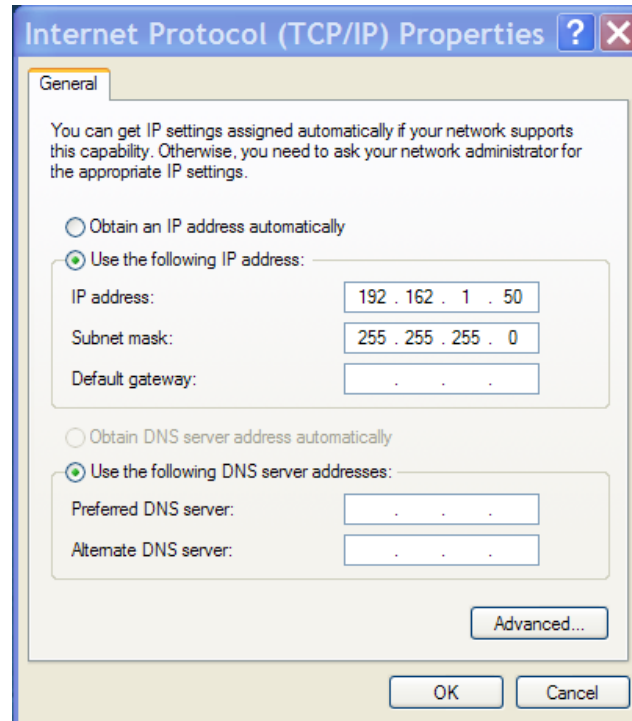 Internet Protocol (TCP/IP) Properties ?
General
You can get IP settings assigned automatically if your network supports
this capability. Otherwise, you need to ask your network administrator for
the appropriate IP settings.
Obtain an IP address automatically
Use the following IP address:
IP address: 192 . 162 . 1 . 50
Subnet mask: 255 . 255 . 255 . 0
Default gateway: . . .
Obtain DNS server address automatically
Use the following DNS server addresses:
Preferred DNS server: . . .
Alternate DNS server: . . .
Advanced...
OK Cancel